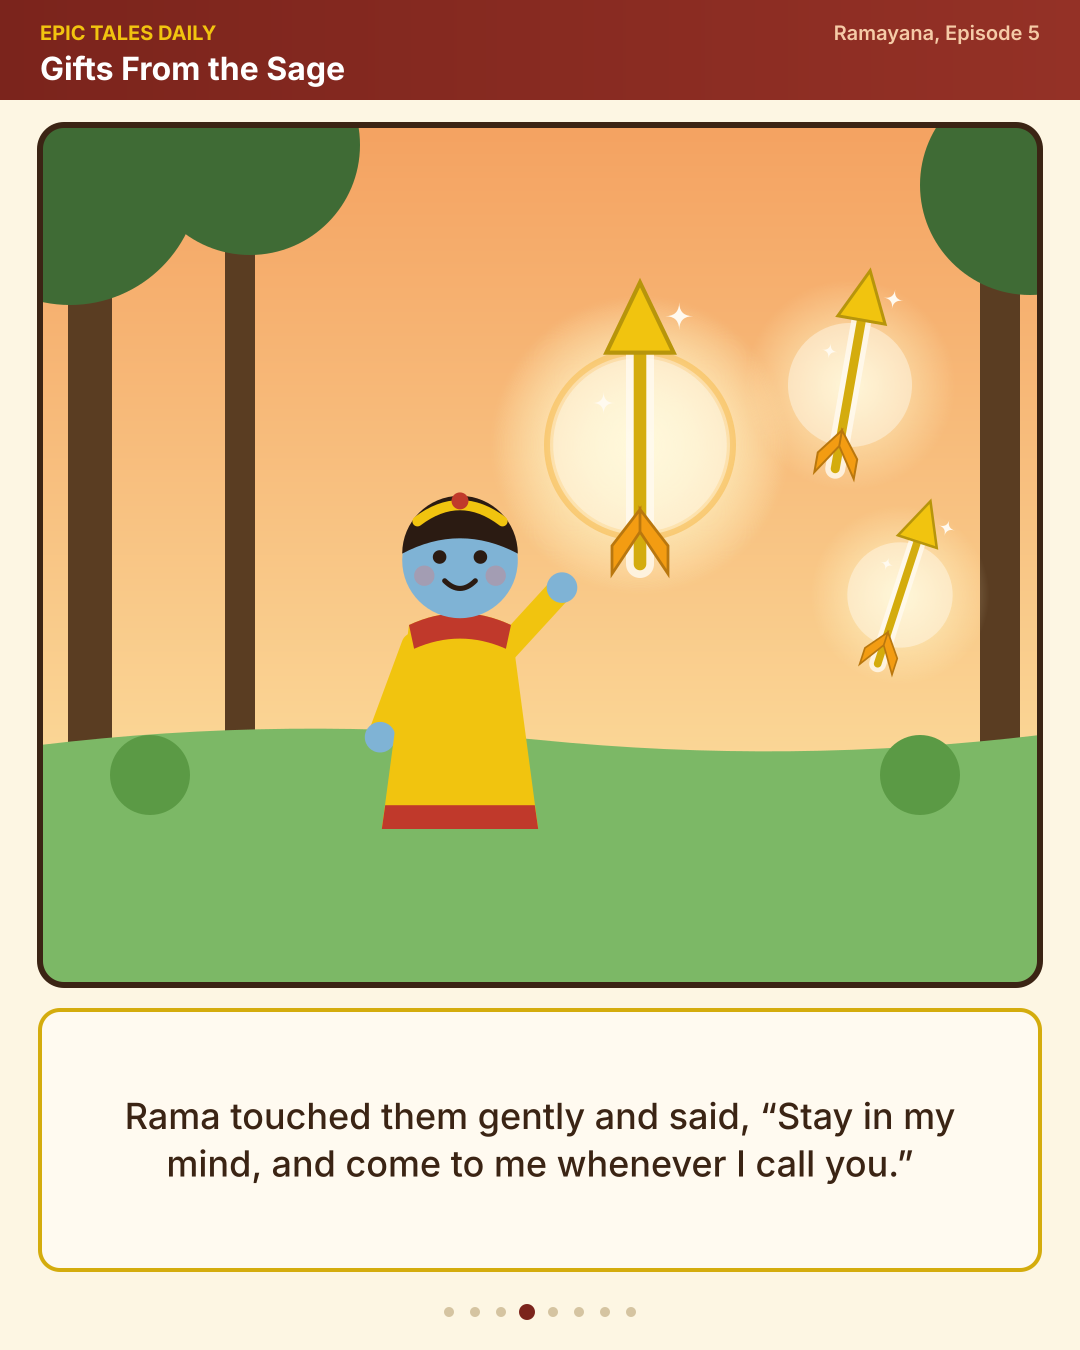 EPIC TALES DAILY
Ramayana, Episode 5
Gifts From the Sage
Rama touched them gently and said, “Stay in my
mind, and come to me whenever I call you.”